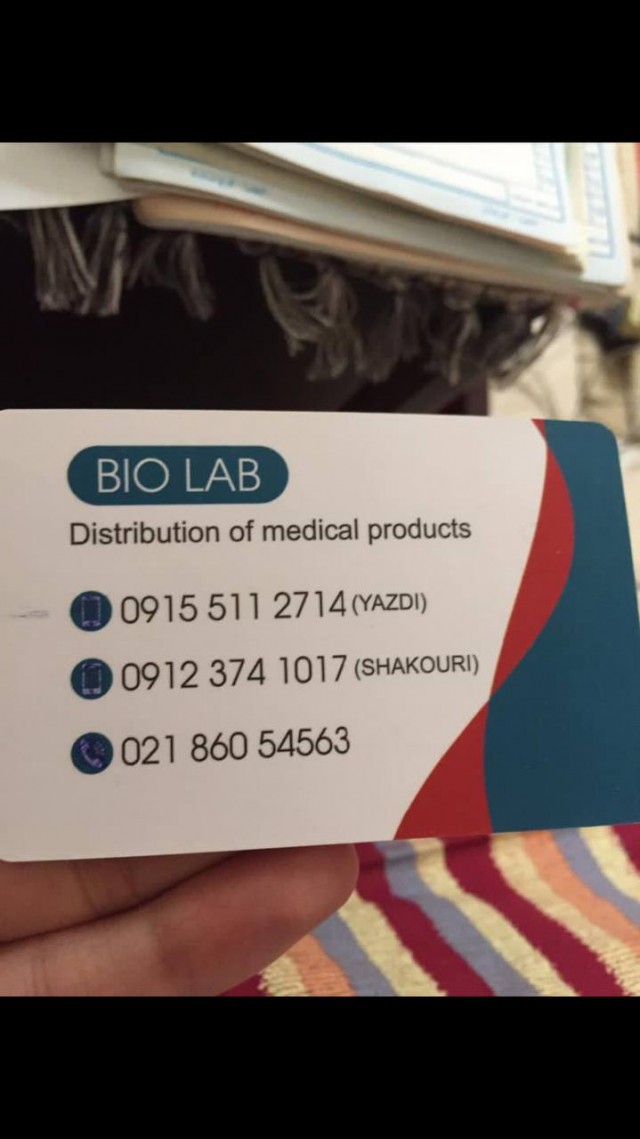 BIO LAB
Distribution of medical products
0915 511 2714 (YAZDI)
0912 374 1017 (SHAKOURI)
021 860 54563